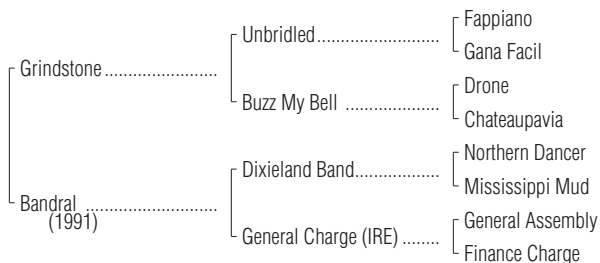 Fappiano
Unbridled..............................
Gana Facil
Grindstone ...........................
Drone
Buzz My Bell .......................
Chateaupavia
Northern Dancer
Dixieland Band.....................
Mississippi Mud
Bandral ................................
(1991)
General Assembly
General Charge (IRE) .........
Finance Charge